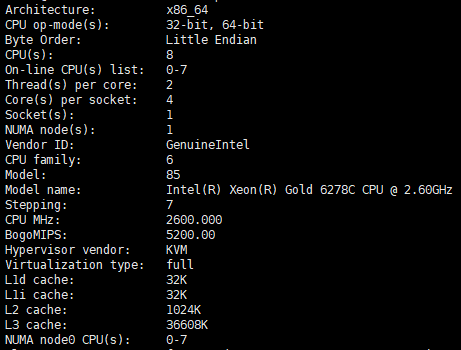 Architecture: x86_64
CPU op-mode(s): 32-bit, 64-bit
Byte Order: Little Endian
CPU(s): 8
On-line CPU(s) list: 0-7
Thread(s) per core: 2
Core(s) per socket: 4
Socket(s): 1
NUMA node(s): 1
Vendor ID: GenuineIntel
CPU family: 6
Model: 85
Model name: Intel(R) Xeon(R) Gold 6278C CPU @ 2.60GHz
Stepping: 7
CPU MHz: 2600.000
BogoMIPS: 5200.00
Hypervisor vendor: KVM
Virtualization type: full
L1d cache: 32K
L1i cache: 32K
L2 cache: 1024K
L3 cache: 36608K
NUMA node0 CPU(s): 0-7